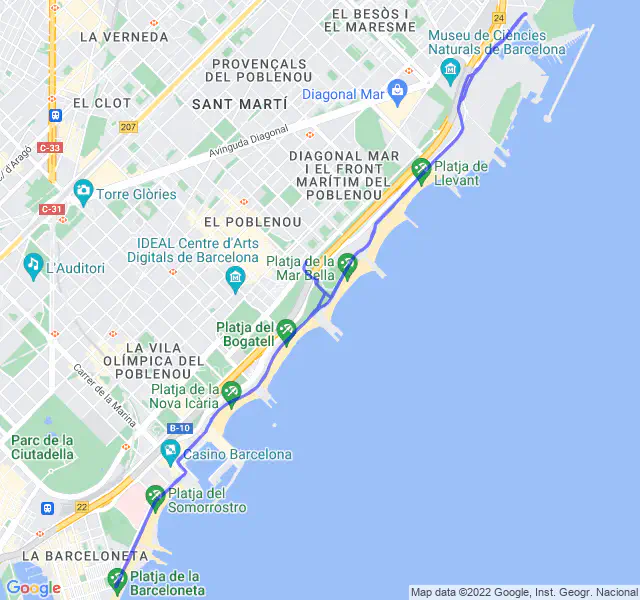 EL BESÒS I
EL MARESME
24
LA VERNEDA
Museu de Ciències
Naturals de Barcelona
PROVENÇALS
DEL POBLENOU
EL CLOT
SANT MARTÍ
Diagonal Mar
207
Avinguda Diagonal
C-33
/ d'Aragó
DIAGONAL MAR
I EL FRONT
MARÍTIM DEL
POBLENOU
Platja de
Llevant
Torre Glòries
C-31
EL POBLENOU
IDEAL Centre d'Arts
Digitals de Barcelona
Platja de la
Mar Bella
L'Auditori
Platja del
Bogatell
LA VILA
OLÍMPICA DEL
POBLENOU
Carrer de la Marina
Platja de la
Nova Icària
B-10
Parc de la
Ciutadella
Casino Barcelona
Platja del
Somorrostro
22
LA BARCELONETA
Platja de la
Barceloneta
Google
Map data ©2022 Google, Inst. Geogr. Nacional